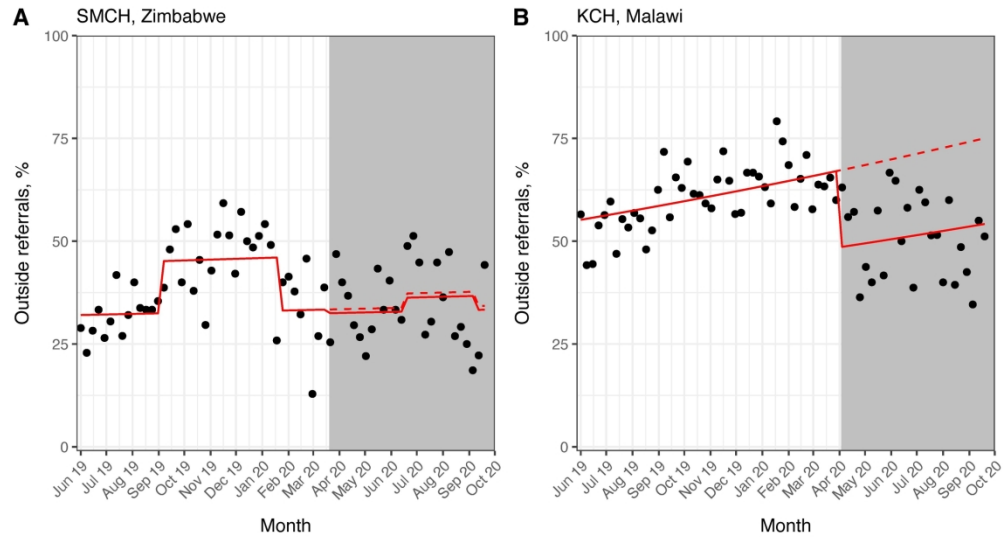 A SMCH, Zimbabwe
100
75
50
25
0
Outside referrals, %
Jun 19
Jul 19
Aug 19
Sep 19
Oct 19
Nov 19
Dec 19
Jan 20
Feb 20
Mar 20
Apr 20
May 20
Jun 20
Jul 20
Aug 20
Sep 20
Oct 20
Month
B KCH, Malawi
100
75
50
25
0
Outside referrals, %
Jun 19
Jul 19
Aug 19
Sep 19
Oct 19
Nov 19
Dec 19
Jan 20
Feb 20
Mar 20
Apr 20
May 20
Jun 20
Jul 20
Aug 20
Sep 20
Oct 20
Month